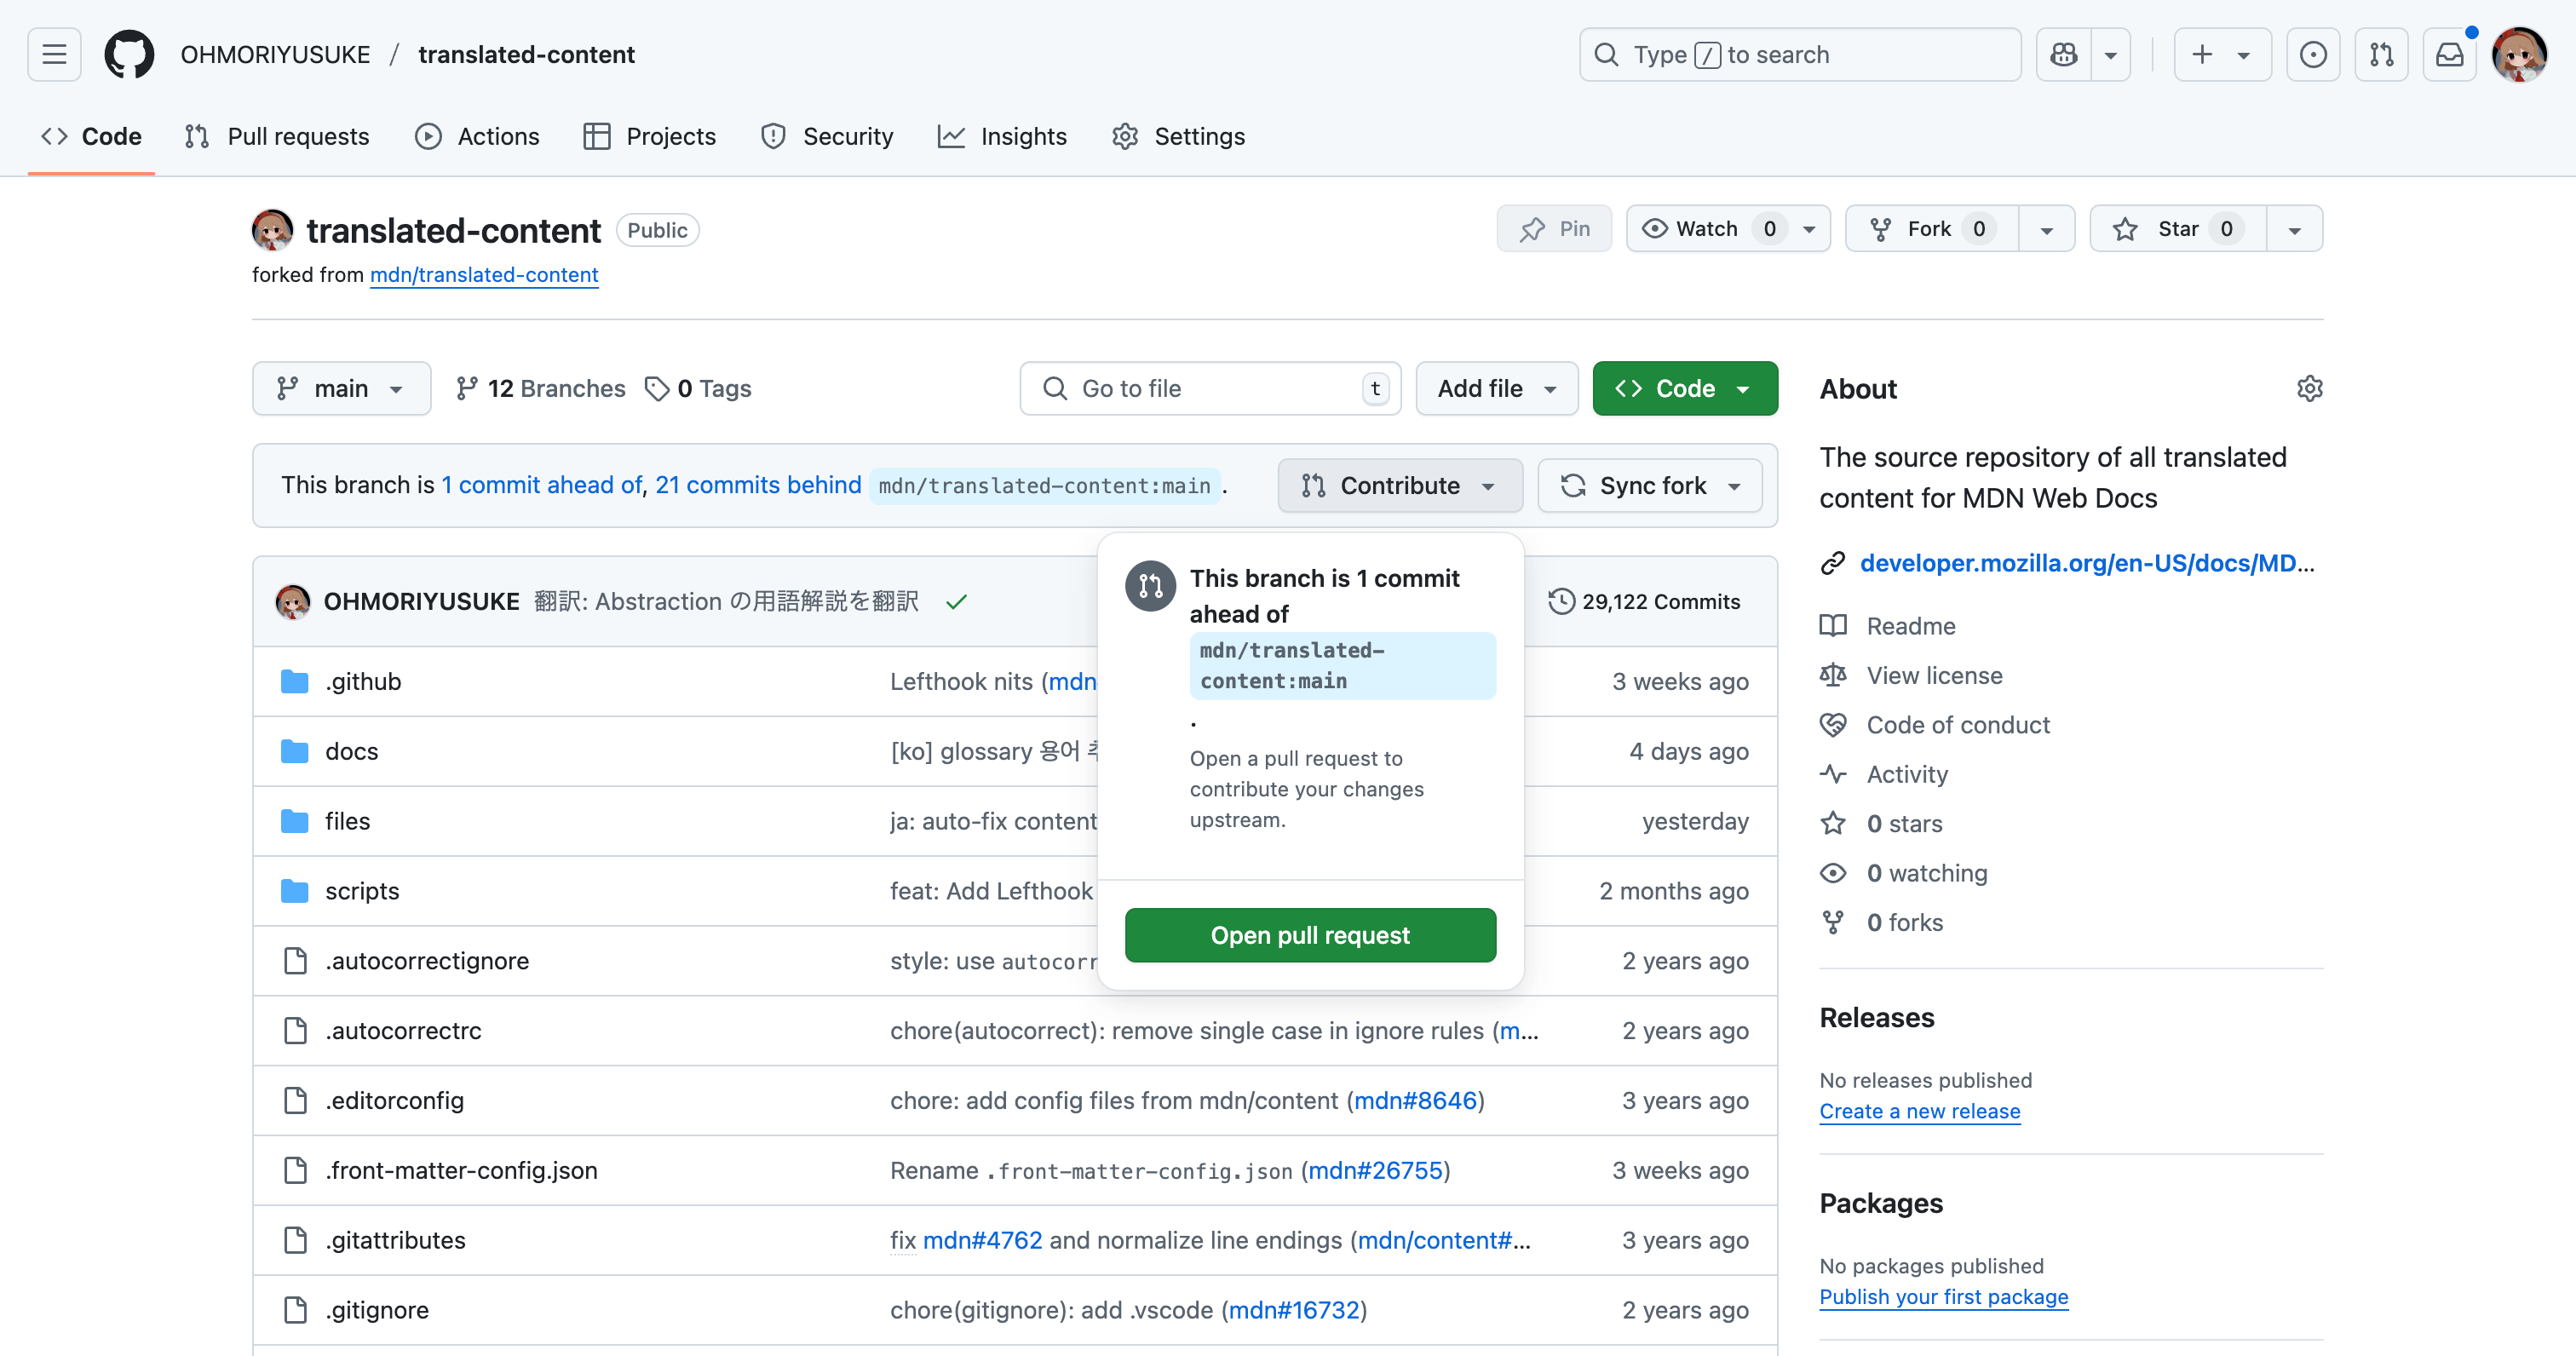 OHMORIYUSUKE / translated-content
Type / to search
Code
Pull requests
Actions
Projects
Security
Insights
Settings
translated-content Public
forked from mdn/translated-content
Pin
Watch 0
Fork 0
Star 0
main
12 Branches
0 Tags
Go to file t
Add file
Code
This branch is 1 commit ahead of, 21 commits behind mdn/translated-content:main .
Contribute
Sync fork
This branch is 1 commit
ahead of
mdn/translated-
content:main
.
Open a pull request to
contribute your changes
upstream.
Open pull request
OHMORIYUSUKE 翻訳: Abstraction の用語解説を翻訳
29,122 Commits
.github Lefthook nits (mdn 3 weeks ago
docs [ko] glossary 용어 4 days ago
files ja: auto-fix content yesterday
scripts feat: Add Lefthook 2 months ago
.autocorrectignore style: use autocorr 2 years ago
.autocorrectrc chore(autocorrect): remove single case in ignore rules (m... 2 years ago
.editorconfig chore: add config files from mdn/content (mdn#8646) 3 years ago
.front-matter-config.json Rename .front-matter-config.json (mdn#26755) 3 weeks ago
.gitattributes fix mdn#4762 and normalize line endings (mdn/content#... 3 years ago
.gitignore chore(gitignore): add .vscode (mdn#16732) 2 years ago
About
The source repository of all translated
content for MDN Web Docs
developer.mozilla.org/en-US/docs/MD...
Readme
View license
Code of conduct
Activity
0 stars
0 watching
0 forks
Releases
No releases published
Create a new release
Packages
No packages published
Publish your first package